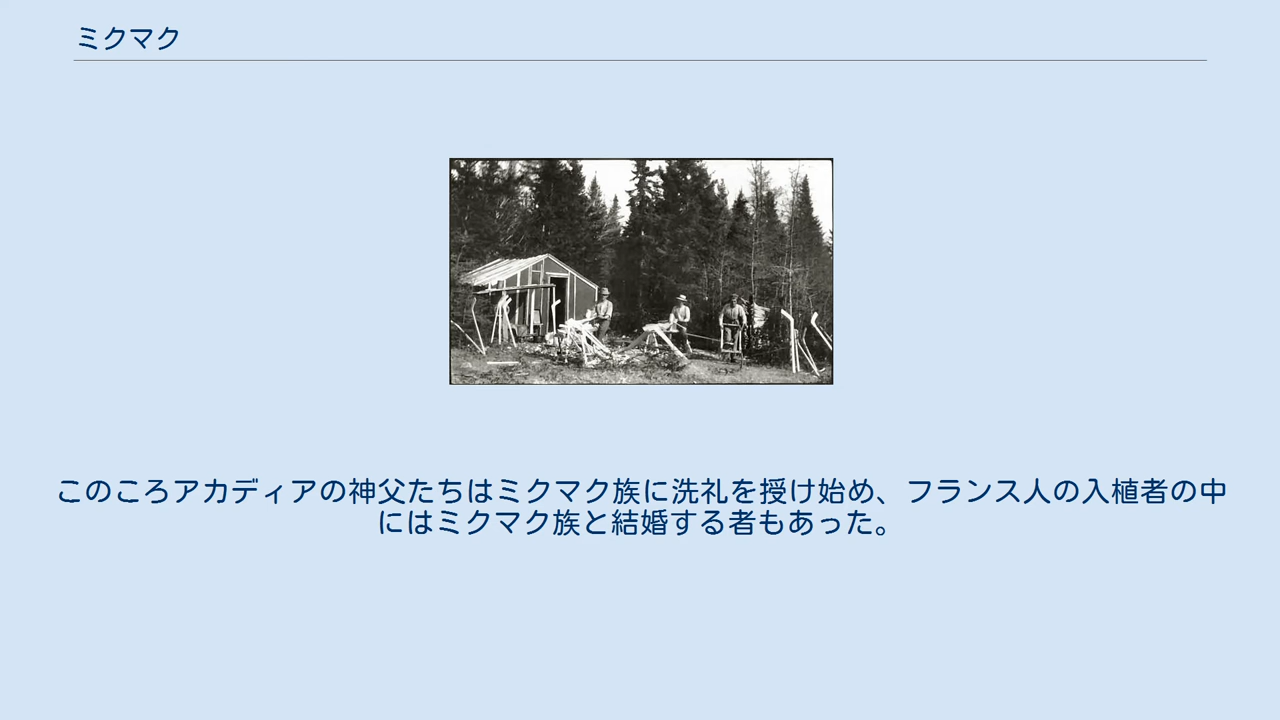 ミクマク
このころアカディアの神父たちはミクマク族に洗礼を授け始め、フランス人の入植者の中
にはミクマク族と結婚する者もあった。